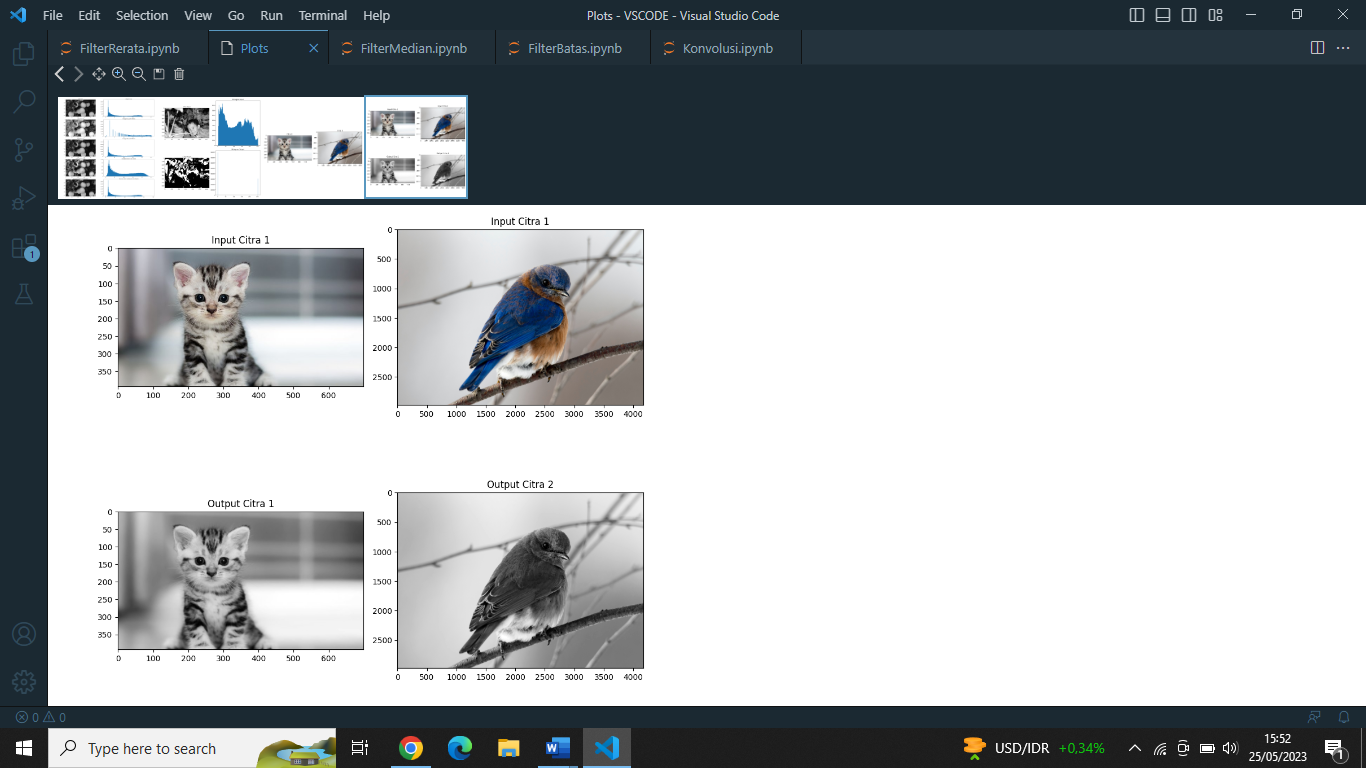 File Edit Selection View Go Run Terminal Help
Plots - VSCODE - Visual Studio Code
FilterRerata.ipynb Plots FilterMedian.ipynb FilterBatas.ipynb Konvolusi.ipynb
1
Input Citra 1
0
50
100
150
200
250
300
350
0 100 200 300 400 500 600
Input Citra 1
0
500
1000
1500
2000
2500
0 500 1000 1500 2000 2500 3000 3500 4000
Output Citra 1
0
50
100
150
200
250
300
350
0 100 200 300 400 500 600
Output Citra 2
0
500
1000
1500
2000
2500
0 500 1000 1500 2000 2500 3000 3500 4000
0 0
Type here to search
USD/IDR +0,34%
15:52
25/05/2023
1